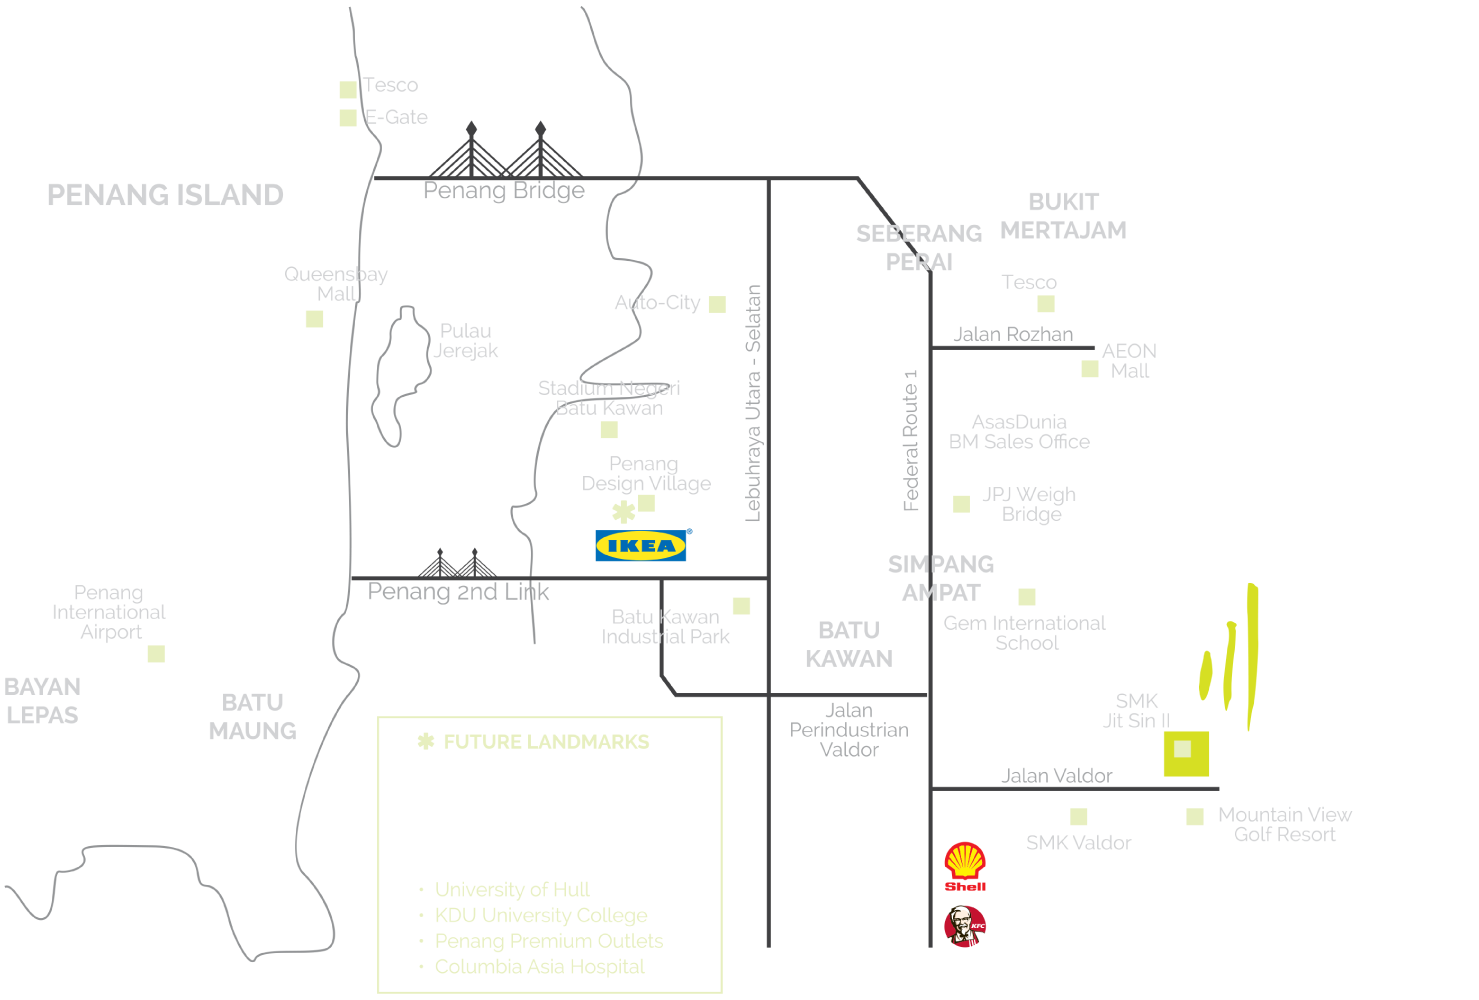 Tesco
E-Gate
PENANG ISLAND
Penang Bridge
BUKIT
MERTAJAM
SEBERANG
PERAI
Queensbay
Mall
Tesco
Auto-City
Pulau
Jerejak
Lebuhraya Utara - Selatan
Jalan Rozhan
AEON
Mall
Stadium Negeri
Batu Kawan
Federal Route 1
AsasDunia
BM Sales Office
Penang
Design Village
JPJ Weigh
Bridge
IKEA®
SIMPANG
AMPAT
Penang 2nd Link
Penang
International
Airport
Batu Kawan
Industrial Park
BATU
KAWAN
Gem International
School
BAYAN
LEPAS
BATU
MAUNG
SMK
Jit Sin II
Jalan
Perindustrian
Valdor
✱ FUTURE LANDMARKS
Jalan Valdor
SMK Valdor
Mountain View
Golf Resort
Shell
KFC
• University of Hull
• KDU University College
• Penang Premium Outlets
• Columbia Asia Hospital